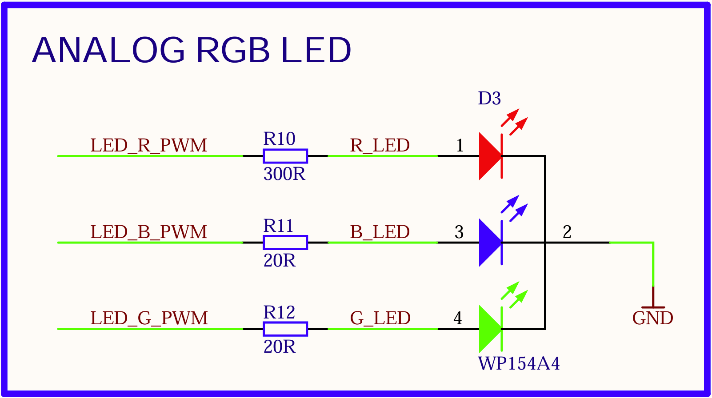 ANALOG RGB LED
D3
LED_R_PWM R10 R_LED 1
300R
LED_B_PWM R11 B_LED 3 2
20R
LED_G_PWM R12 G_LED 4 GND
20R
WP154A4